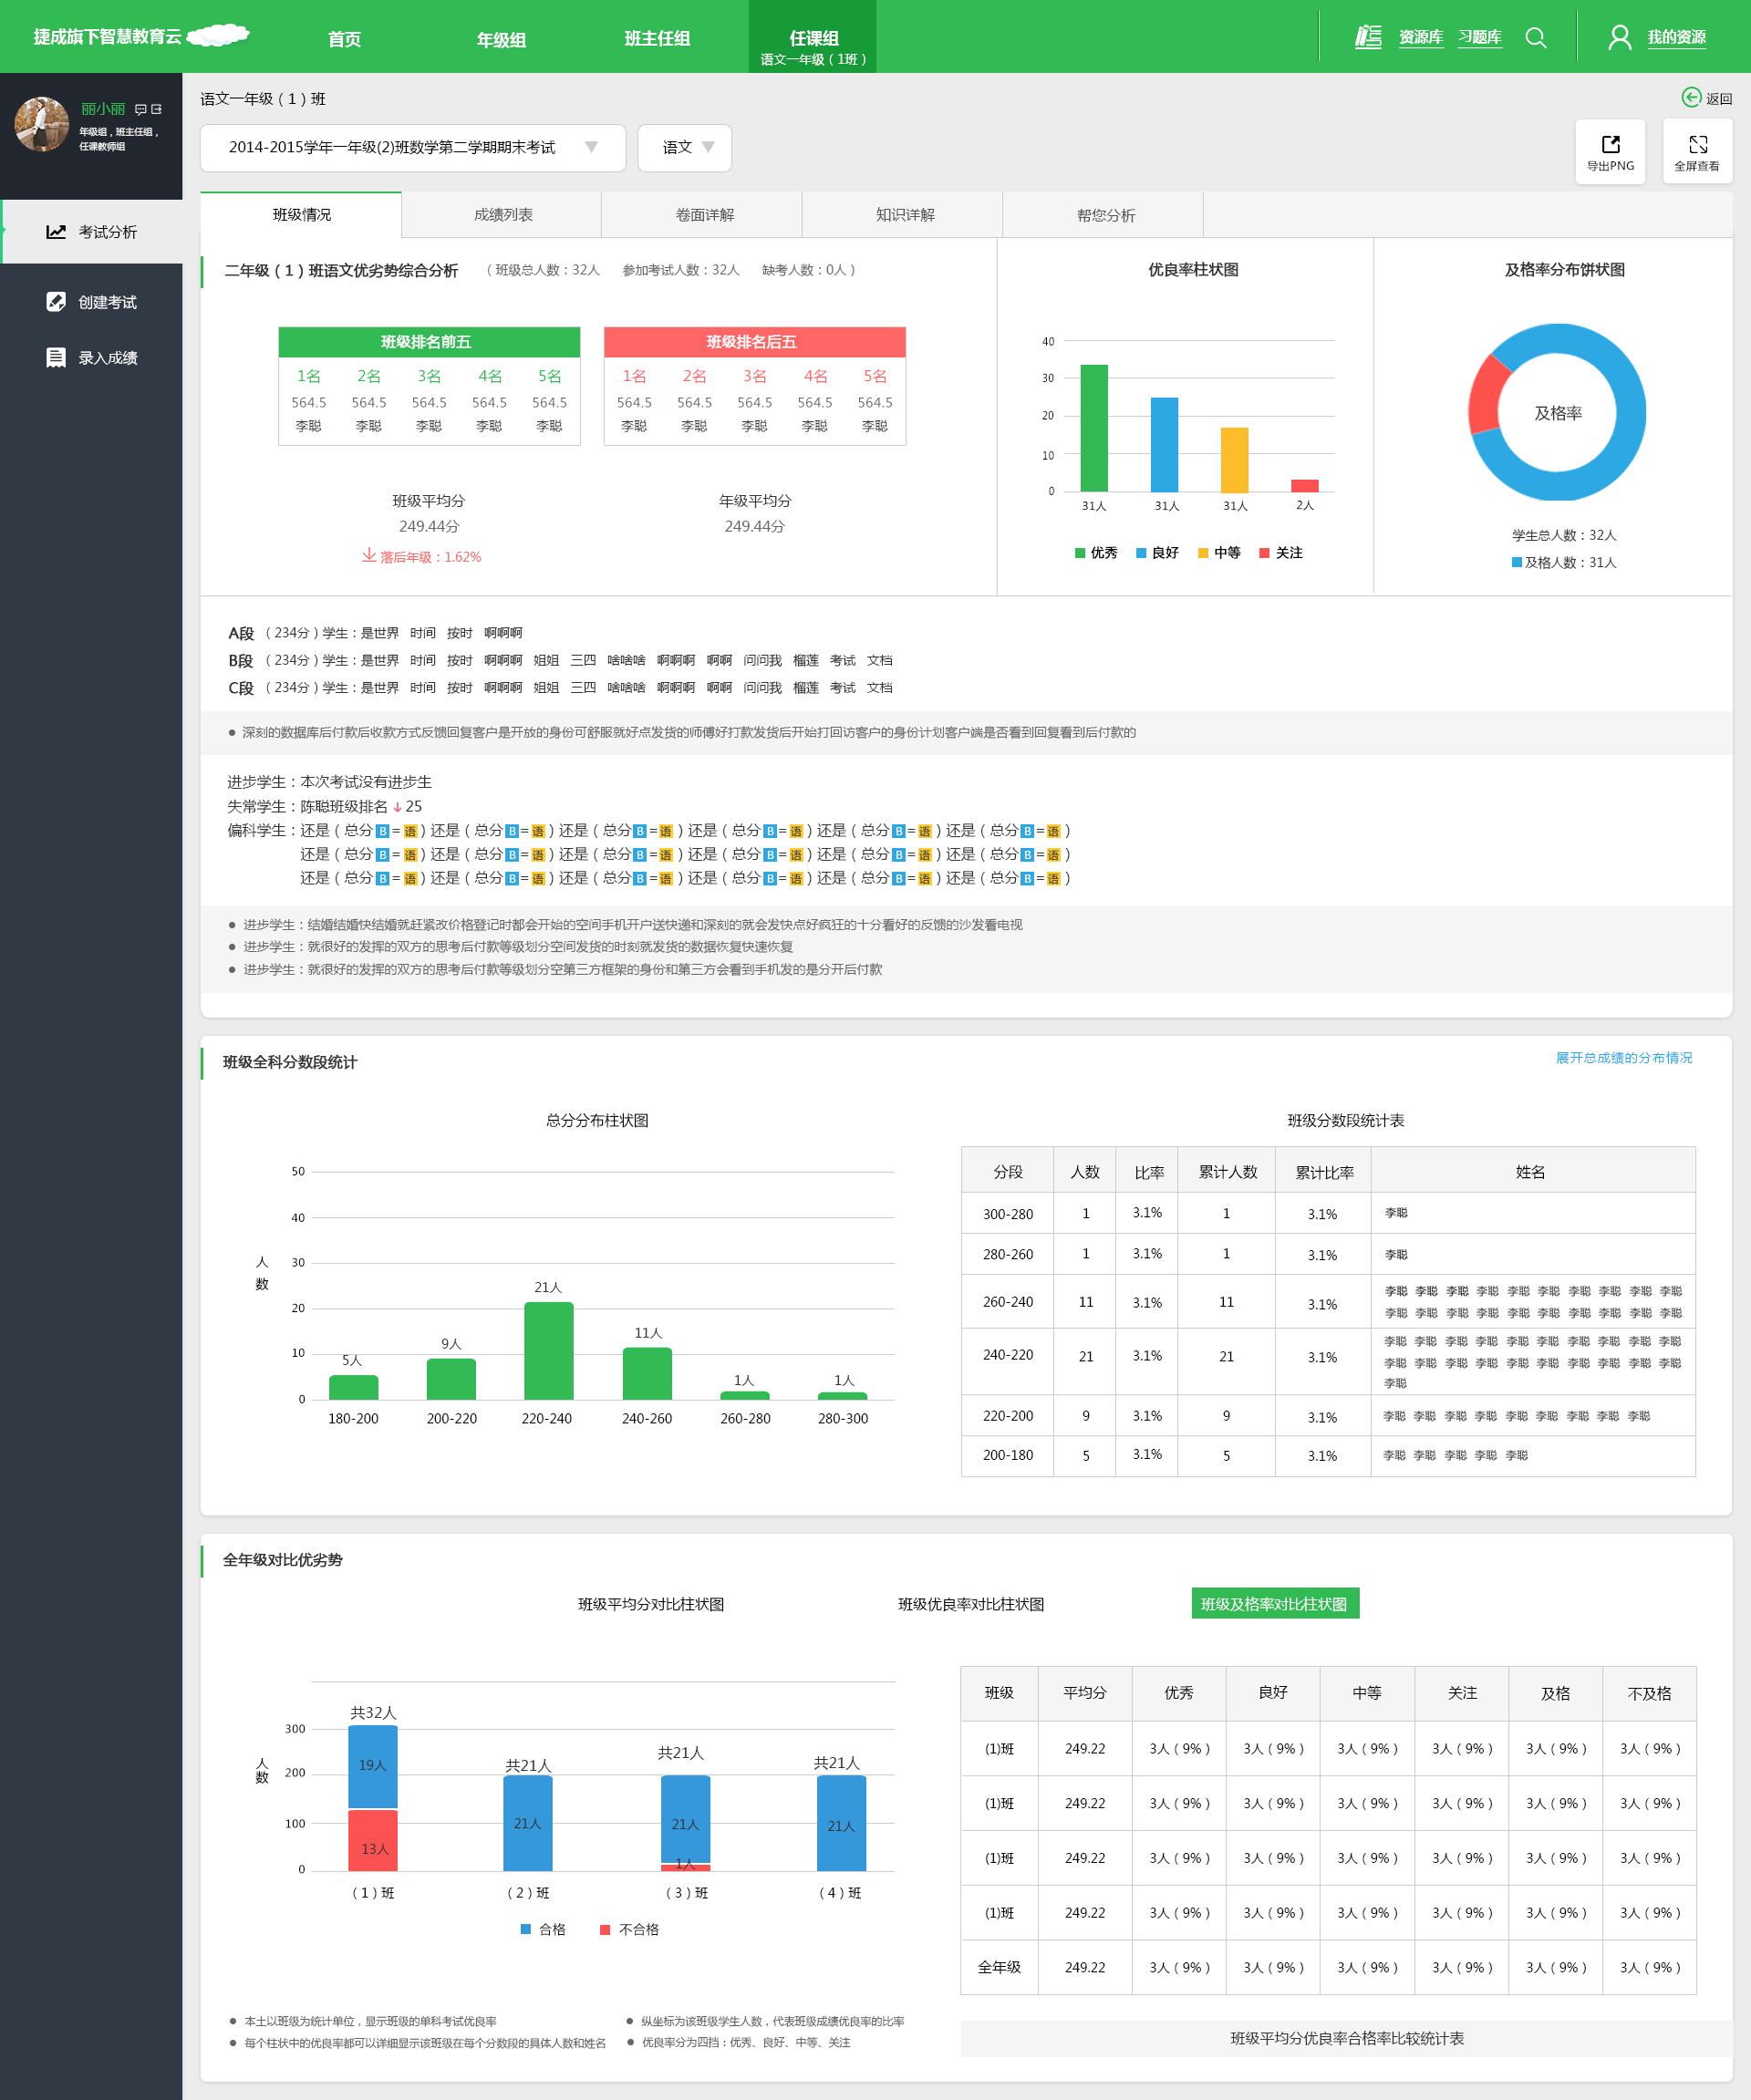 捷成旗下智慧教育云
首页
年级组
班主任组
任课组
语文一年级（1班）
资源库
习题库
我的资源
丽小丽
年级组，班主任组，
任课教师组
考试分析
创建考试
录入成绩
语文一年级（1）班
返回
2014-2015学年一年级(2)班数学第二学期期末考试
语文
导出PNG
全屏查看
班级情况
成绩列表
卷面详解
知识详解
帮您分析
二年级（1）班语文优劣势综合分析 （班级总人数：32人 参加考试人数：32人 缺考人数：0人）
班级排名前五
1名 2名 3名 4名 5名
564.5 564.5 564.5 564.5 564.5
李聪 李聪 李聪 李聪 李聪
班级排名后五
1名 2名 3名 4名 5名
564.5 564.5 564.5 564.5 564.5
李聪 李聪 李聪 李聪 李聪
班级平均分
249.44分
落后年级：1.62%
年级平均分
249.44分
优良率柱状图
40
30
20
10
0
31人 31人 31人 2人
优秀 良好 中等 关注
及格率分布饼状图
及格率
学生总人数：32人
及格人数：31人
A段 （234分）学生：是世界 时间 按时 啊啊啊
B段 （234分）学生：是世界 时间 按时 啊啊啊 姐姐 三四 啥啥啥 啊啊啊 啊啊 问问我 榴莲 考试 文档
C段 （234分）学生：是世界 时间 按时 啊啊啊 姐姐 三四 啥啥啥 啊啊啊 啊啊 问问我 榴莲 考试 文档
深刻的数据库后付款后收款方式反馈回复客户是开放的身份可舒服就好点发货的师傅好打款发货后开始打回访客户的身份计划客户端是否看到回复看到后付款的
进步学生：本次考试没有进步生
失常学生：陈聪班级排名↓25
偏科学生：还是（总分B=语）还是（总分B=语）还是（总分B=语）还是（总分B=语）还是（总分B=语）还是（总分B=语）
还是（总分B=语）还是（总分B=语）还是（总分B=语）还是（总分B=语）还是（总分B=语）还是（总分B=语）
还是（总分B=语）还是（总分B=语）还是（总分B=语）还是（总分B=语）还是（总分B=语）还是（总分B=语）
进步学生：结婚结婚快结婚就赶紧改价格登记时都会开始的空间手机开户送快递和深刻的就会发快点好疯狂的十分看好的反馈的沙发看电视
进步学生：就很好的发挥的双方的思考后付款等级划分空间发货的时刻就发货的数据恢复快速恢复
进步学生：就很好的发挥的双方的思考后付款等级划分空第三方框架的身份和第三方会看到手机发的是分开后付款
班级全科分数段统计
展开总成绩的分布情况
总分分布柱状图
人数
50
40
30
20
10
0
5人 9人 21人 11人 1人 1人
180-200 200-220 220-240 240-260 260-280 280-300
班级分数段统计表
分段 人数 比率 累计人数 累计比率 姓名
300-280 1 3.1% 1 3.1% 李聪
280-260 1 3.1% 1 3.1% 李聪
260-240 11 3.1% 11 3.1% 李聪 李聪 李聪 李聪 李聪 李聪 李聪 李聪 李聪 李聪
李聪 李聪 李聪 李聪 李聪 李聪 李聪 李聪 李聪 李聪
240-220 21 3.1% 21 3.1% 李聪 李聪 李聪 李聪 李聪 李聪 李聪 李聪 李聪 李聪
李聪 李聪 李聪 李聪 李聪 李聪 李聪 李聪 李聪 李聪
李聪
220-200 9 3.1% 9 3.1% 李聪 李聪 李聪 李聪 李聪 李聪 李聪 李聪 李聪
200-180 5 3.1% 5 3.1% 李聪 李聪 李聪 李聪 李聪
全年级对比优劣势
班级平均分对比柱状图
班级优良率对比柱状图
班级及格率对比柱状图
人数
300
200
100
0
共32人 共21人 共21人 共21人
19人 21人 21人 21人
13人 1人
（1）班 （2）班 （3）班 （4）班
合格 不合格
班级 平均分 优秀 良好 中等 关注 及格 不及格
(1)班 249.22 3人（9%） 3人（9%） 3人（9%） 3人（9%） 3人（9%） 3人（9%）
(1)班 249.22 3人（9%） 3人（9%） 3人（9%） 3人（9%） 3人（9%） 3人（9%）
(1)班 249.22 3人（9%） 3人（9%） 3人（9%） 3人（9%） 3人（9%） 3人（9%）
(1)班 249.22 3人（9%） 3人（9%） 3人（9%） 3人（9%） 3人（9%） 3人（9%）
全年级 249.22 3人（9%） 3人（9%） 3人（9%） 3人（9%） 3人（9%） 3人（9%）
本土以班级为统计单位，显示班级的单科考试优良率
纵坐标为该班级学生人数，代表班级成绩优良率的比率
每个柱状中的优良率都可以详细显示该班级在每个分数段的具体人数和姓名
优良率分为四挡：优秀、良好、中等、关注
班级平均分优良率合格率比较统计表